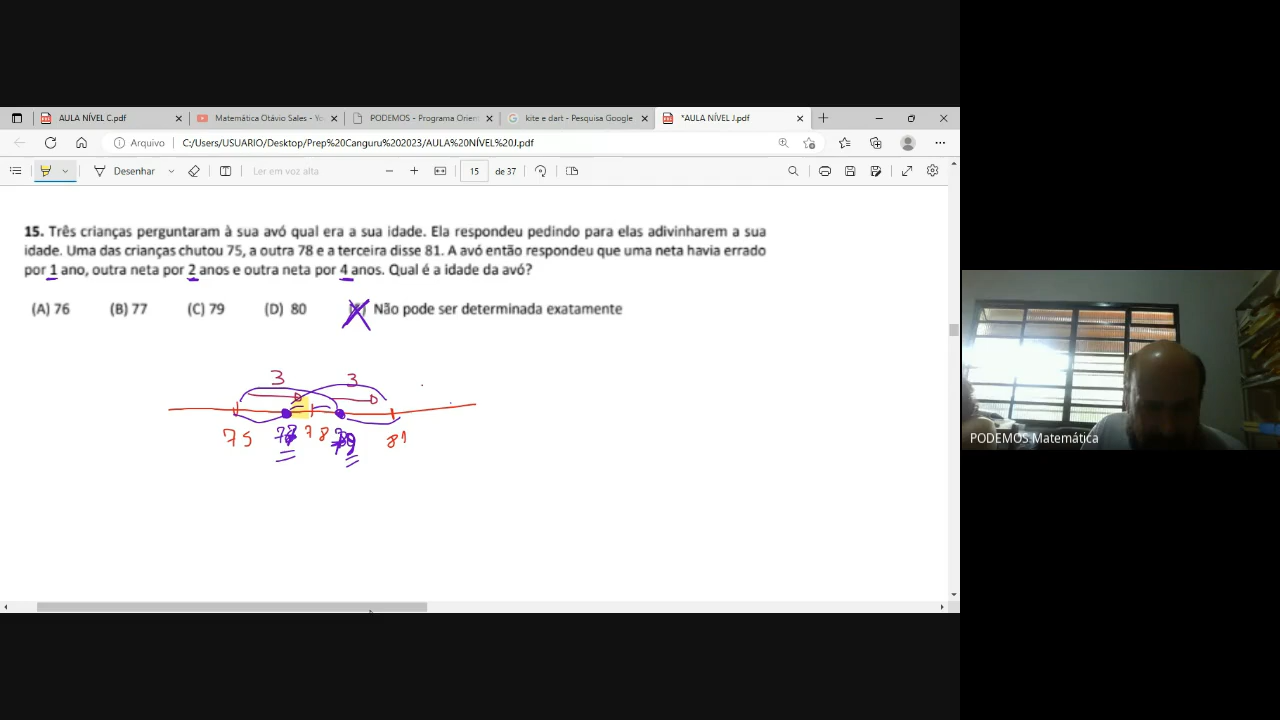 AULA NÍVEL C.pdf
Matemática Otávio Sales - Yo
PODEMOS - Programa Orien
kite e dart - Pesquisa Google
*AULA NÍVEL J.pdf
Arquivo C:/Users/USUARIO/Desktop/Prep%20Canguru%202023/AULA%20NÍVEL%20J.pdf
Desenhar Ler em voz alta 15 de 37
15. Três crianças perguntaram à sua avó qual era a sua idade. Ela respondeu pedindo para elas adivinharem a sua
idade. Uma das crianças chutou 75, a outra 78 e a terceira disse 81. A avó então respondeu que uma neta havia errado
por 1 ano, outra neta por 2 anos e outra neta por 4 anos. Qual é a idade da avó?
(A) 76 (B) 77 (C) 79 (D) 80 Não pode ser determinada exatamente
3 3
75 78 81
PODEMOS Matemática